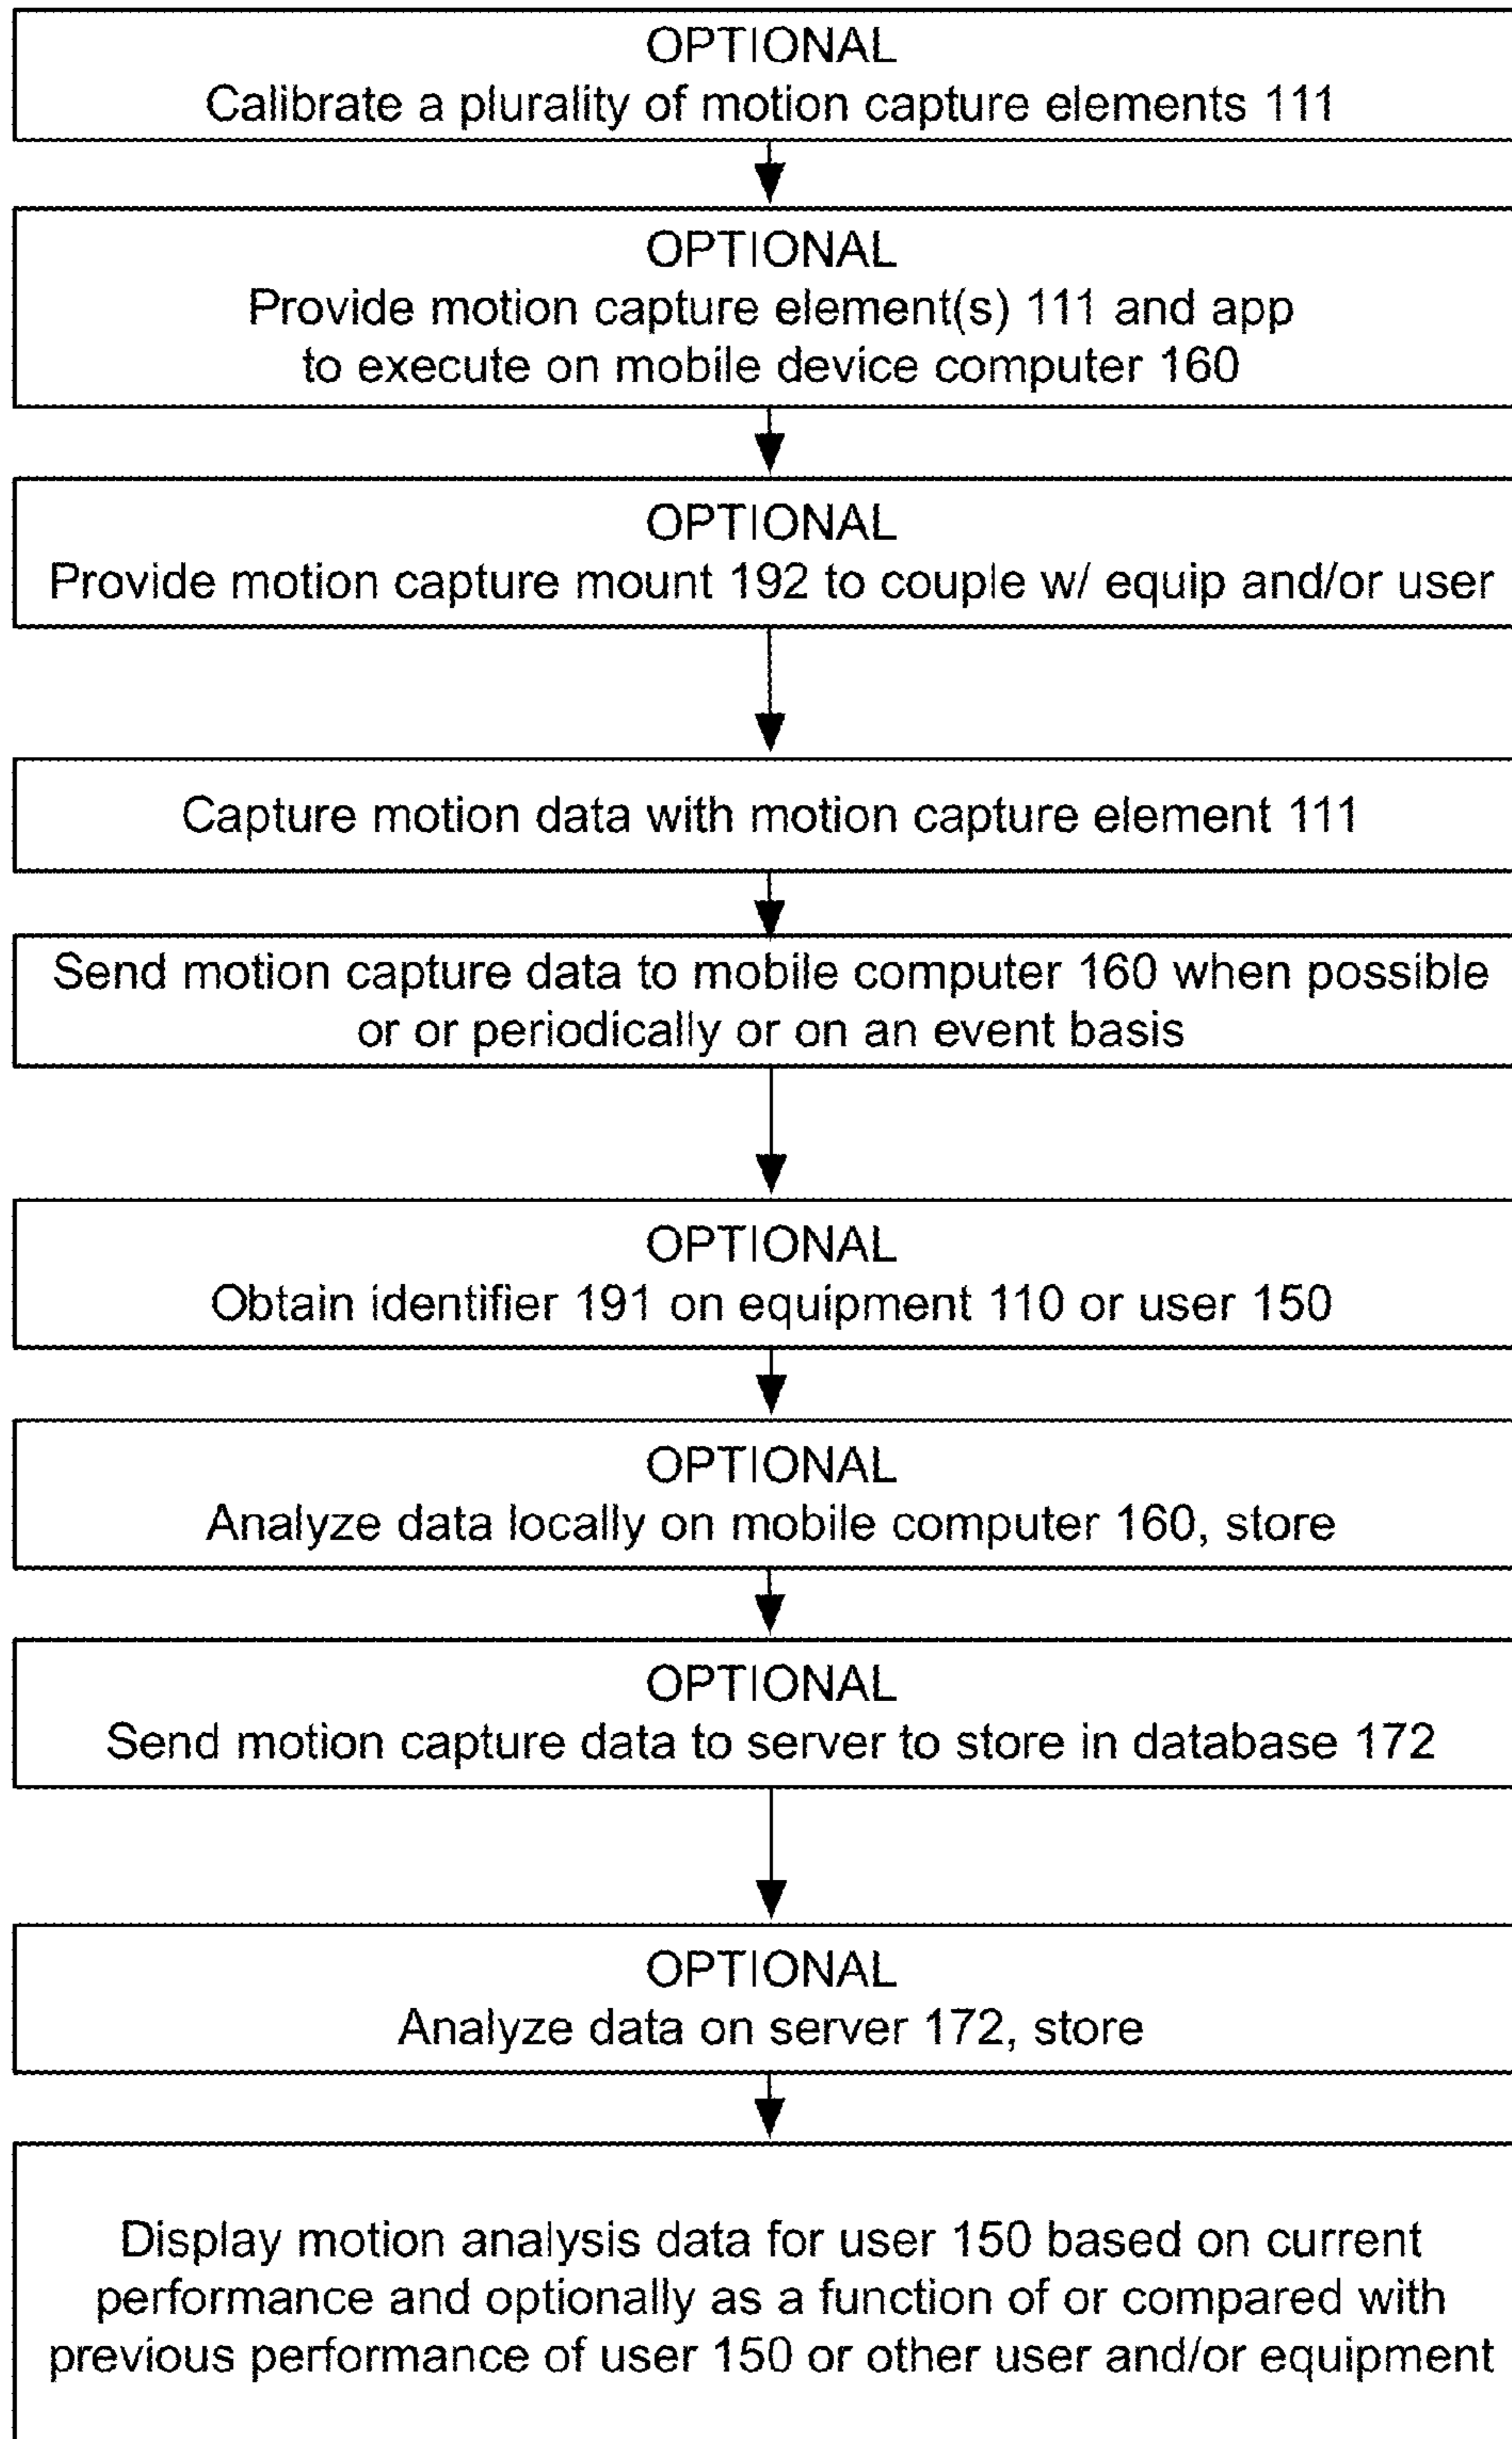 OPTIONAL
Calibrate a plurality of motion capture elements 111
OPTIONAL
Provide motion capture element(s) 111 and app
to execute on mobile device computer 160
OPTIONAL
Provide motion capture mount 192 to couple w/ equip and/or user
Capture motion data with motion capture element 111
Send motion capture data to mobile computer 160 when possible
or or periodically or on an event basis
OPTIONAL
Obtain identifier 191 on equipment 110 or user 150
OPTIONAL
Analyze data locally on mobile computer 160, store
OPTIONAL
Send motion capture data to server to store in database 172
OPTIONAL
Analyze data on server 172, store
Display motion analysis data for user 150 based on current
performance and optionally as a function of or compared with
previous performance of user 150 or other user and/or equipment